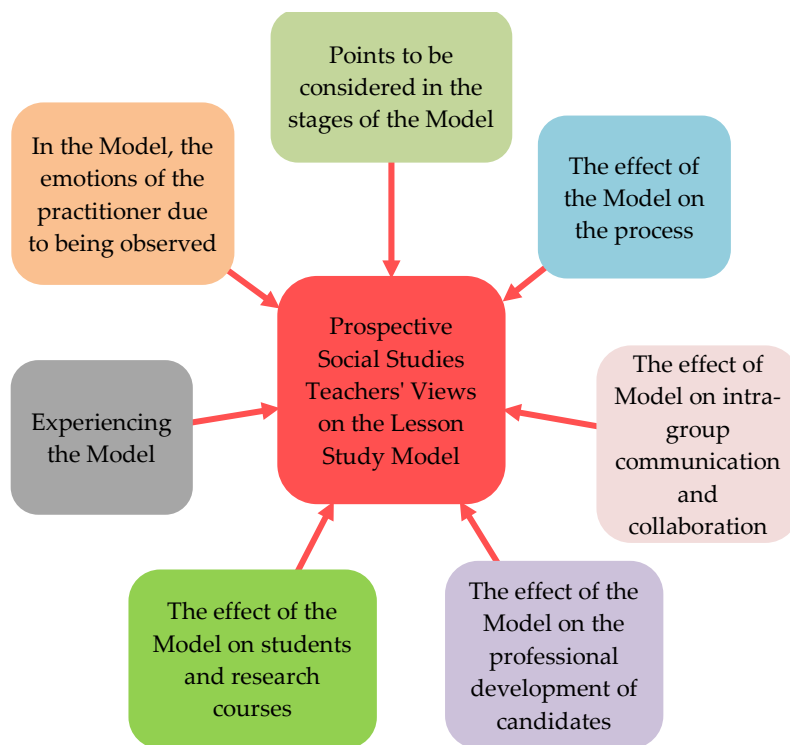 Points to be
considered in the
stages of the Model
In the Model, the
emotions of the
practitioner due
to being observed
The effect of
the Model on
the process
Prospective
Social Studies
Teachers' Views
on the Lesson
Study Model
The effect of
Model on intra-
group
communication
and
collaboration
Experiencing
the Model
The effect of the
Model on students
and research
courses
The effect of the
Model on the
professional
development of
candidates